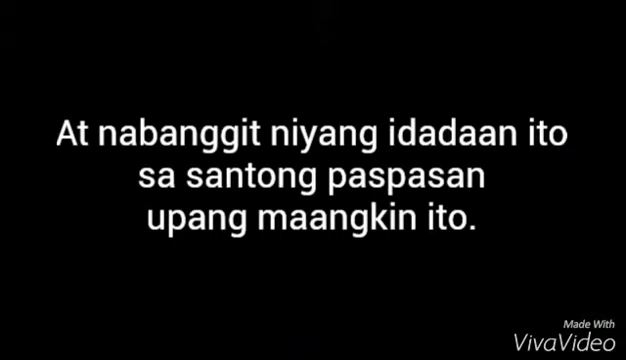 At nabanggit niyang idadaan ito
sa santong paspasan
upang maangkin ito.
Made With
VivaVideo